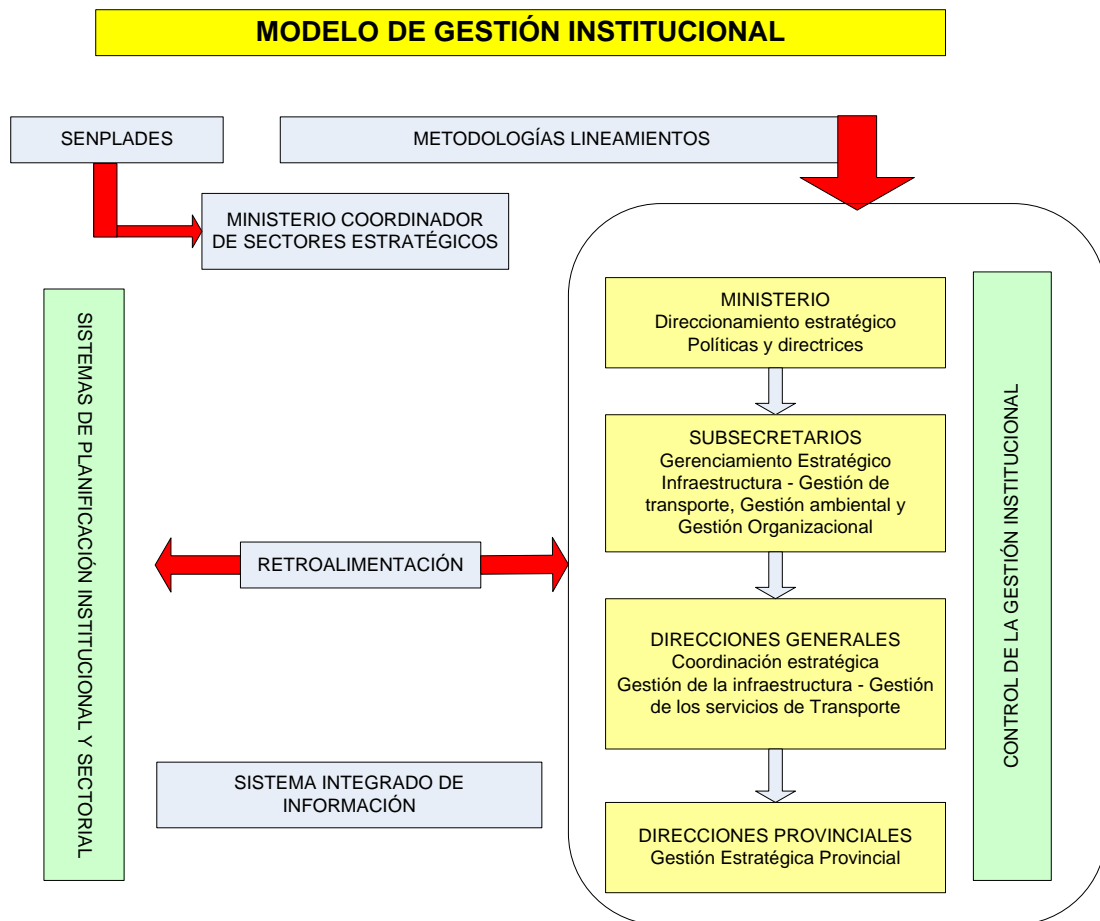 MODELO DE GESTIÓN INSTITUCIONAL
SENPLADES
METODOLOGÍAS LINEAMIENTOS
MINISTERIO COORDINADOR
DE SECTORES ESTRATÉGICOS
SISTEMAS DE PLANIFICACIÓN INSTITUCIONAL Y SECTORIAL
RETROALIMENTACIÓN
SISTEMA INTEGRADO DE
INFORMACIÓN
MINISTERIO
Direccionamiento estratégico
Políticas y directrices
SUBSECRETARIOS
Gerenciamiento Estratégico
Infraestructura - Gestión de
transporte, Gestión ambiental y
Gestión Organizacional
DIRECCIONES GENERALES
Coordinación estratégica
Gestión de la infraestructura - Gestión
de los servicios de Transporte
DIRECCIONES PROVINCIALES
Gestión Estratégica Provincial
CONTROL DE LA GESTIÓN INSTITUCIONAL